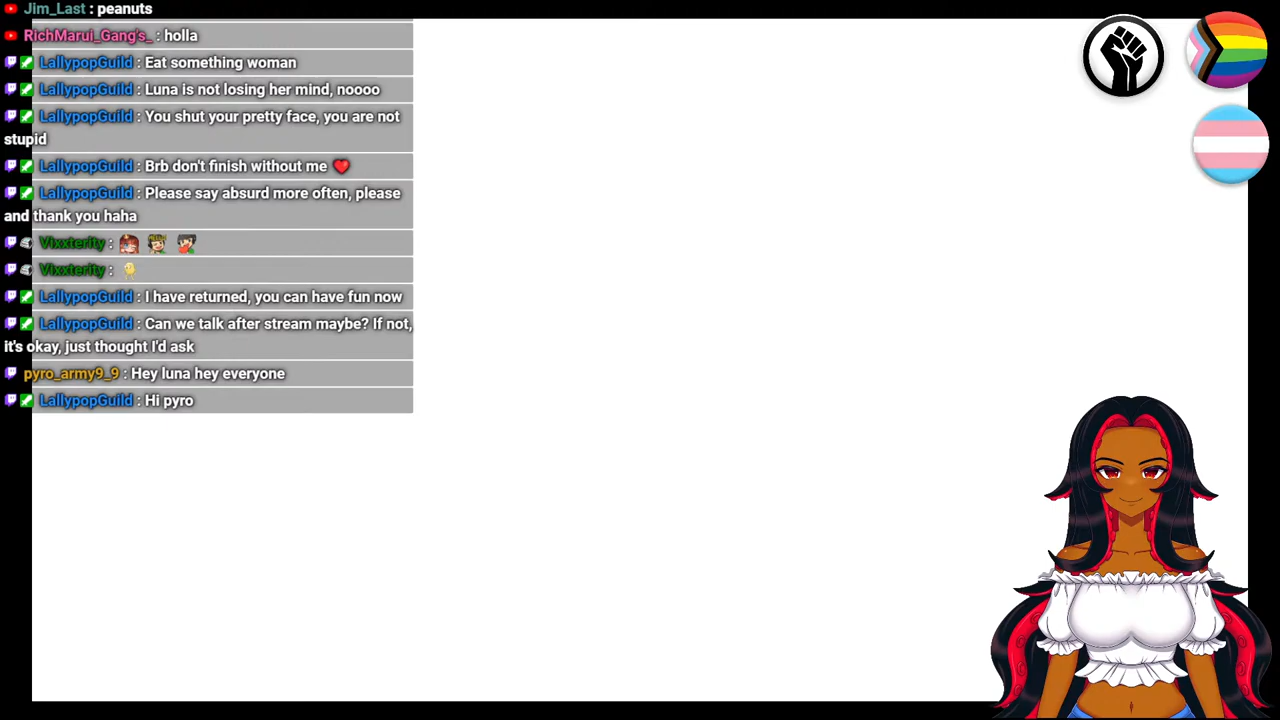 Jim_Last : peanuts
RichMarui_Gang's_ : holla
LallypopGuild : Eat something woman
LallypopGuild : Luna is not losing her mind, noooo
LallypopGuild : You shut your pretty face, you are not
stupid
LallypopGuild : Brb don't finish without me ❤️
LallypopGuild : Please say absurd more often, please
and thank you haha
Vixxterity :
Vixxterity :
LallypopGuild : I have returned, you can have fun now
LallypopGuild : Can we talk after stream maybe? If not,
it's okay, just thought I'd ask
pyro_army9_9 : Hey luna hey everyone
LallypopGuild : Hi pyro